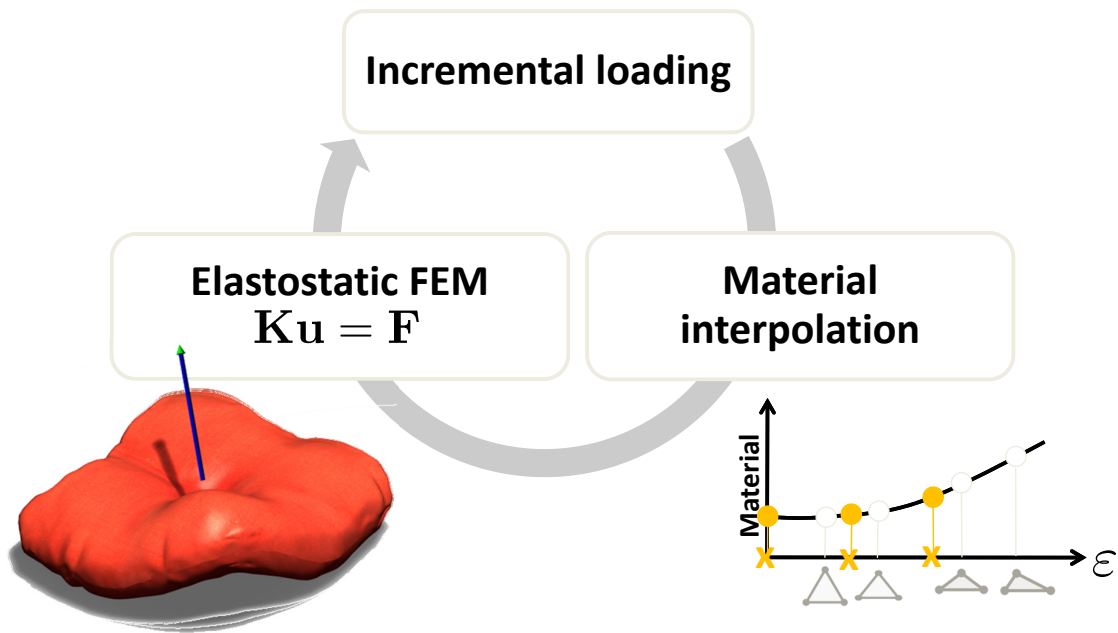 Incremental loading
Elastostatic FEM
Ku = F
Material
interpolation
Material
ε